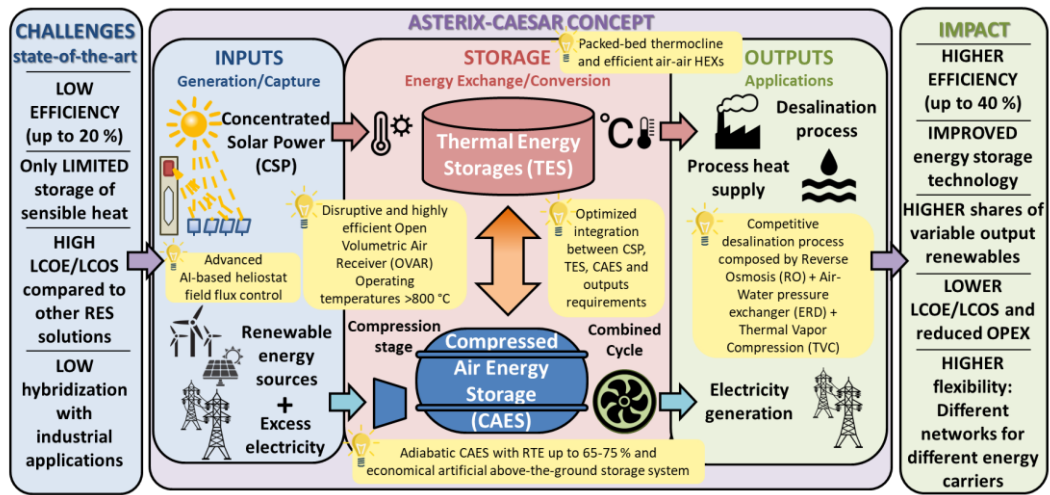 CHALLENGES
state-of-the-art
LOW
EFFICIENCY
(up to 20 %)
Only LIMITED
storage of
sensible heat
HIGH
LCOE/LCOS
compared to
other RES
solutions
LOW
hybridization
with
industrial
applications
ASTERIX-CAESAR CONCEPT
INPUTS
Generation/Capture
Concentrated
Solar Power
(CSP)
Advanced
AI-based heliostat
field flux control
Disruptive and highly
efficient Open
Volumetric Air
Receiver (OVAR)
Operating
temperatures >800 °C
Renewable
energy
sources
+
Excess
electricity
STORAGE
Energy Exchange/Conversion
Packed-bed thermocline
and efficient air-air HEXs
Thermal Energy
Storages (TES)
°C
Optimized
integration
between CSP,
TES, CAES and
outputs
requirements
Compression
stage
Compressed
Air Energy
Storage
(CAES)
Combined
Cycle
Adiabatic CAES with RTE up to 65-75 % and
economical artificial above-the-ground storage system
OUTPUTS
Applications
Desalination
process
Process heat
supply
Competitive
desalination process
composed by Reverse
Osmosis (RO) + Air-
Water pressure
exchanger (ERD) +
Thermal Vapor
Compression (TVC)
Electricity
generation
IMPACT
HIGHER
EFFICIENCY
(up to 40 %)
IMPROVED
energy storage
technology
HIGHER shares of
variable output
renewables
LOWER
LCOE/LCOS and
reduced OPEX
HIGHER
flexibility:
Different
networks for
different energy
carriers